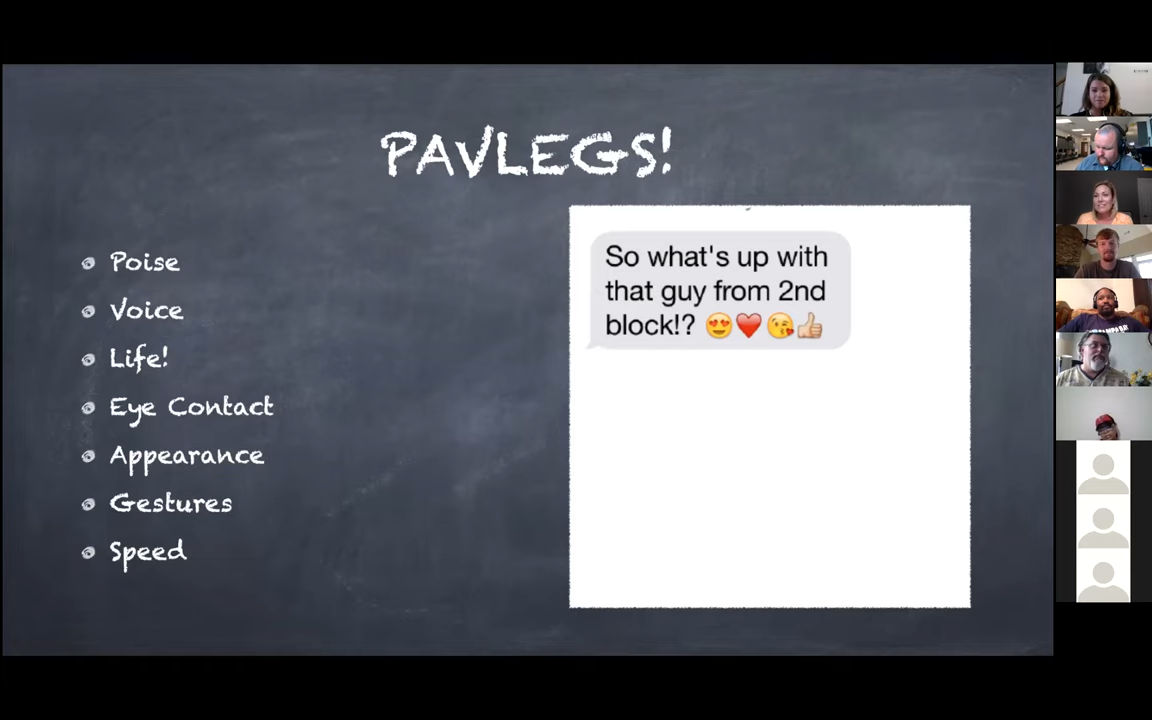 PAVLEGS!
Poise
Voice
Life!
Eye Contact
Appearance
Gestures
Speed
So what's up with
that guy from 2nd
block!? 😍❤️😘👍